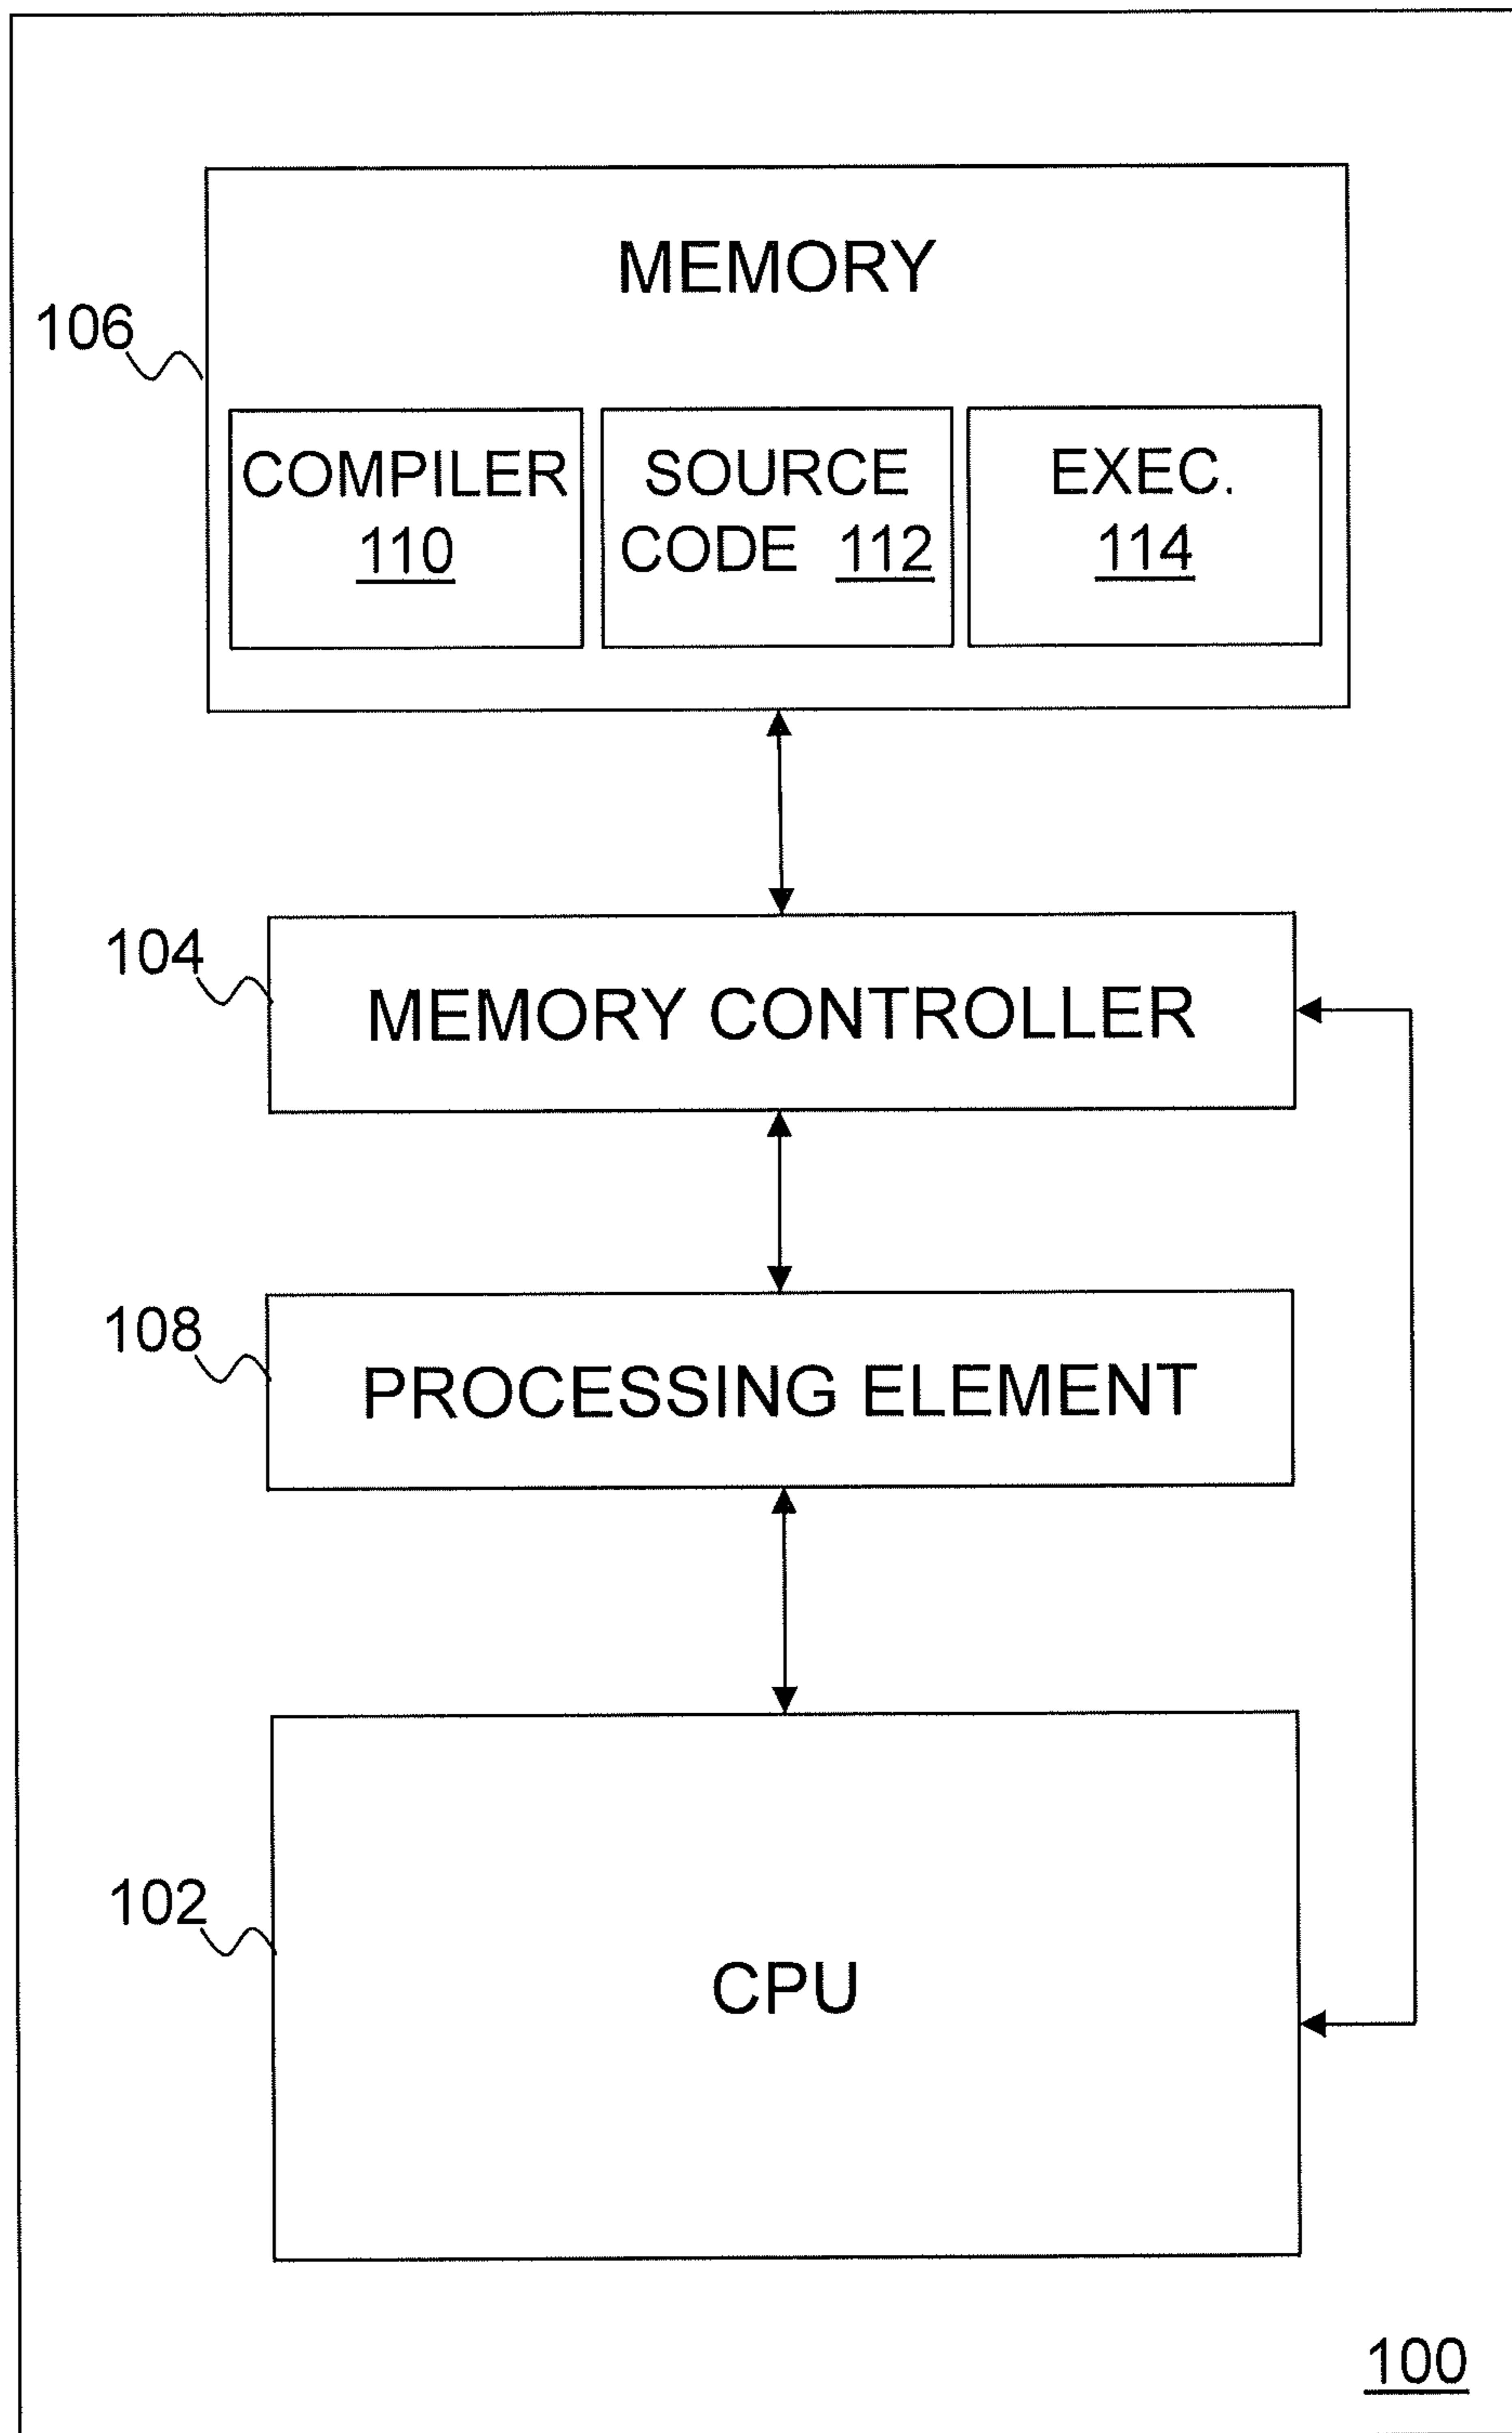 MEMORY
106
COMPILER
110
SOURCE
CODE 112
EXEC.
114
104
MEMORY CONTROLLER
108
PROCESSING ELEMENT
102
CPU
100